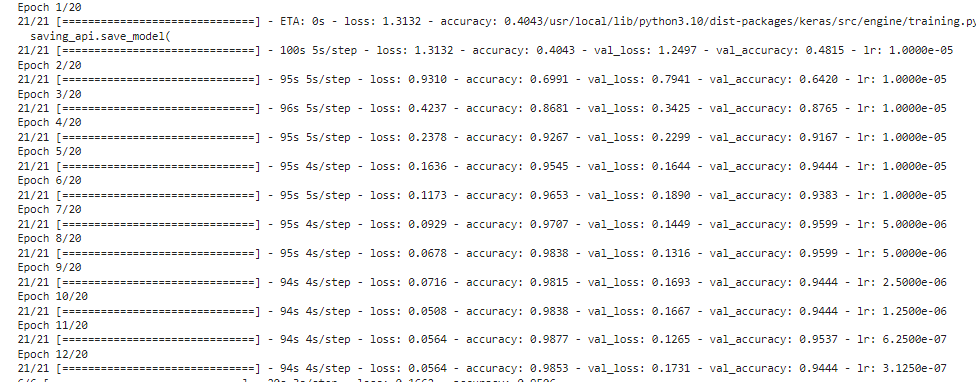 Epoch 1/20
21/21 [==============================] - ETA: 0s - loss: 1.3132 - accuracy: 0.4043/usr/local/lib/python3.10/dist-packages/keras/src/engine/training.py
saving_api.save_model(
21/21 [==============================] - 100s 5s/step - loss: 1.3132 - accuracy: 0.4043 - val_loss: 1.2497 - val_accuracy: 0.4815 - lr: 1.0000e-05
Epoch 2/20
21/21 [==============================] - 95s 5s/step - loss: 0.9310 - accuracy: 0.6991 - val_loss: 0.7941 - val_accuracy: 0.6420 - lr: 1.0000e-05
Epoch 3/20
21/21 [==============================] - 96s 5s/step - loss: 0.4237 - accuracy: 0.8681 - val_loss: 0.3425 - val_accuracy: 0.8765 - lr: 1.0000e-05
Epoch 4/20
21/21 [==============================] - 95s 5s/step - loss: 0.2378 - accuracy: 0.9267 - val_loss: 0.2299 - val_accuracy: 0.9167 - lr: 1.0000e-05
Epoch 5/20
21/21 [==============================] - 95s 4s/step - loss: 0.1636 - accuracy: 0.9545 - val_loss: 0.1644 - val_accuracy: 0.9444 - lr: 1.0000e-05
Epoch 6/20
21/21 [==============================] - 95s 5s/step - loss: 0.1173 - accuracy: 0.9653 - val_loss: 0.1890 - val_accuracy: 0.9383 - lr: 1.0000e-05
Epoch 7/20
21/21 [==============================] - 95s 4s/step - loss: 0.0929 - accuracy: 0.9707 - val_loss: 0.1449 - val_accuracy: 0.9599 - lr: 5.0000e-06
Epoch 8/20
21/21 [==============================] - 95s 4s/step - loss: 0.0678 - accuracy: 0.9838 - val_loss: 0.1316 - val_accuracy: 0.9599 - lr: 5.0000e-06
Epoch 9/20
21/21 [==============================] - 94s 4s/step - loss: 0.0716 - accuracy: 0.9815 - val_loss: 0.1693 - val_accuracy: 0.9444 - lr: 2.5000e-06
Epoch 10/20
21/21 [==============================] - 94s 4s/step - loss: 0.0508 - accuracy: 0.9838 - val_loss: 0.1667 - val_accuracy: 0.9444 - lr: 1.2500e-06
Epoch 11/20
21/21 [==============================] - 94s 4s/step - loss: 0.0564 - accuracy: 0.9877 - val_loss: 0.1265 - val_accuracy: 0.9537 - lr: 6.2500e-07
Epoch 12/20
21/21 [==============================] - 94s 4s/step - loss: 0.0564 - accuracy: 0.9853 - val_loss: 0.1731 - val_accuracy: 0.9444 - lr: 3.1250e-07